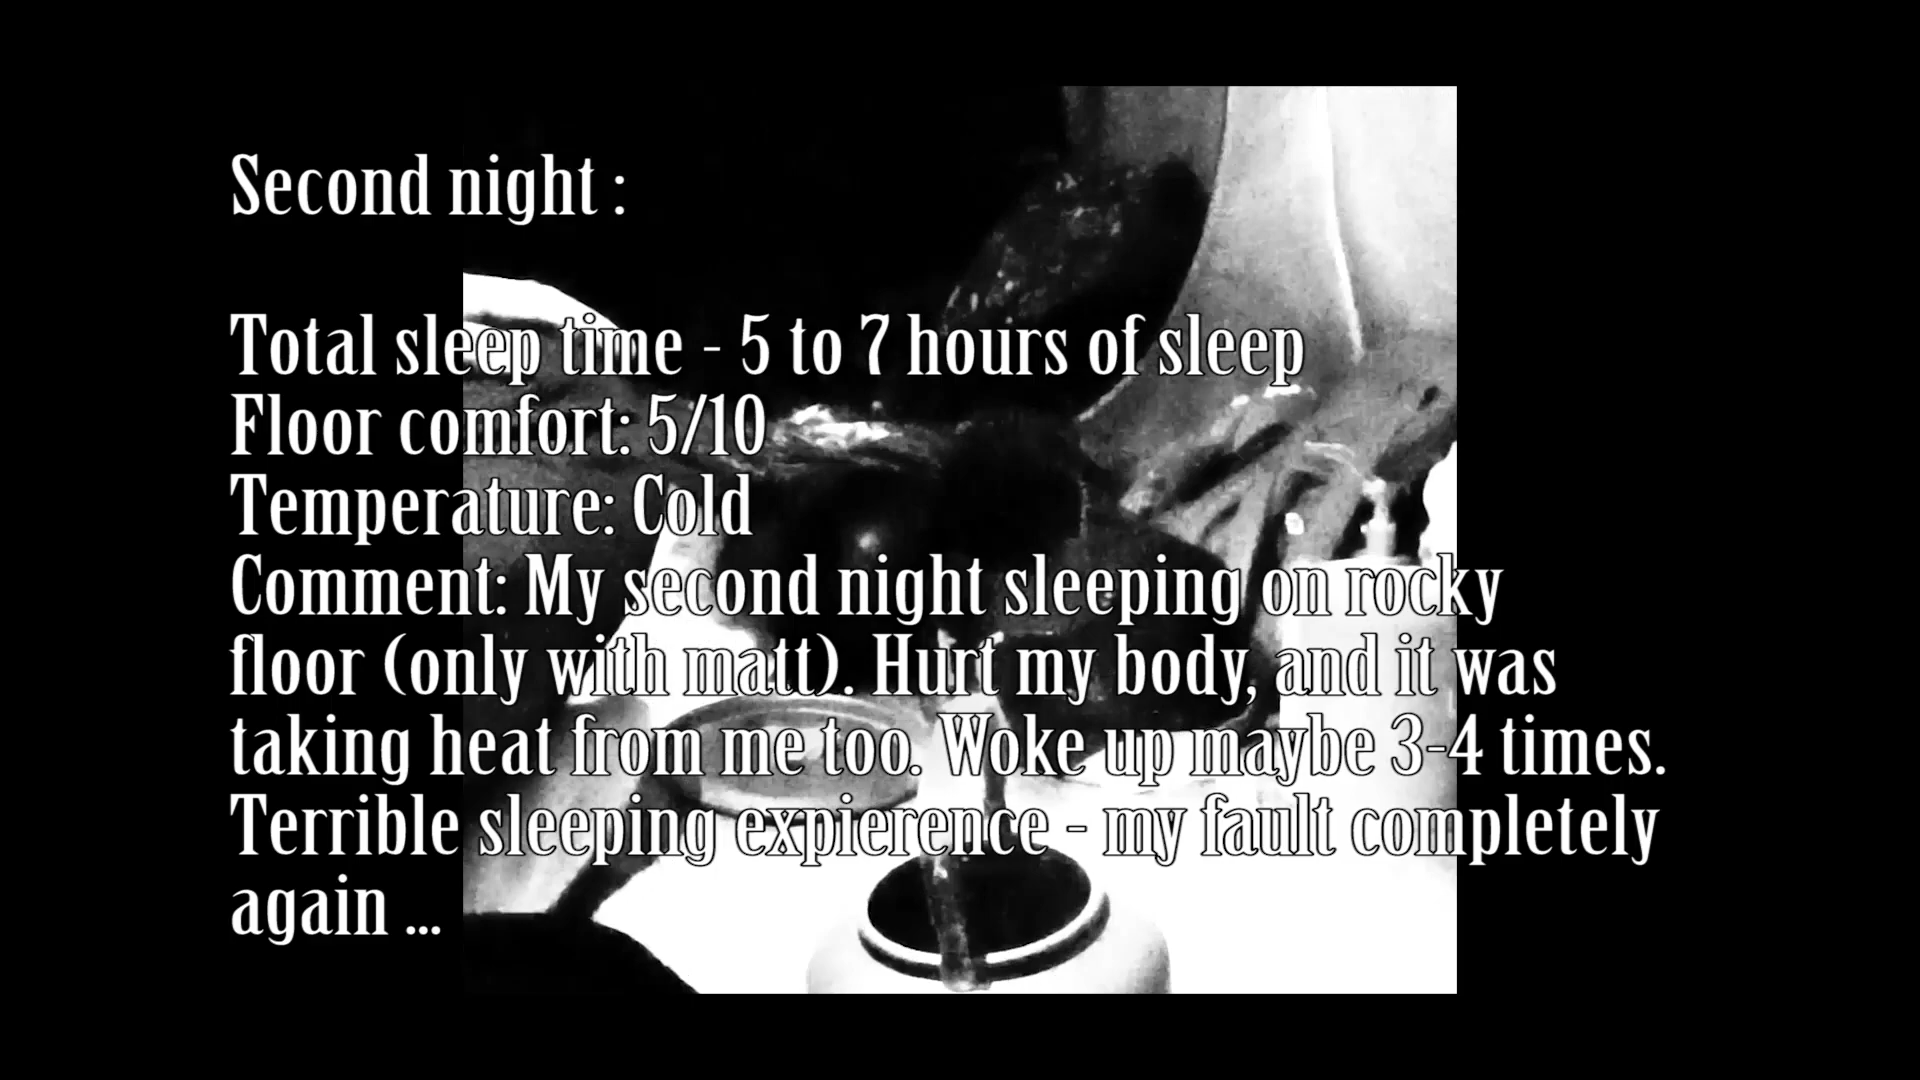 Second night :
Total sleep time - 5 to 7 hours of sleep
Floor comfort: 5/10
Temperature: Cold
Comment: My second night sleeping on rocky
floor (only with matt). Hurt my body, and it was
taking heat from me too. Woke up maybe 3-4 times.
Terrible sleeping expierence - my fault completely
again ...